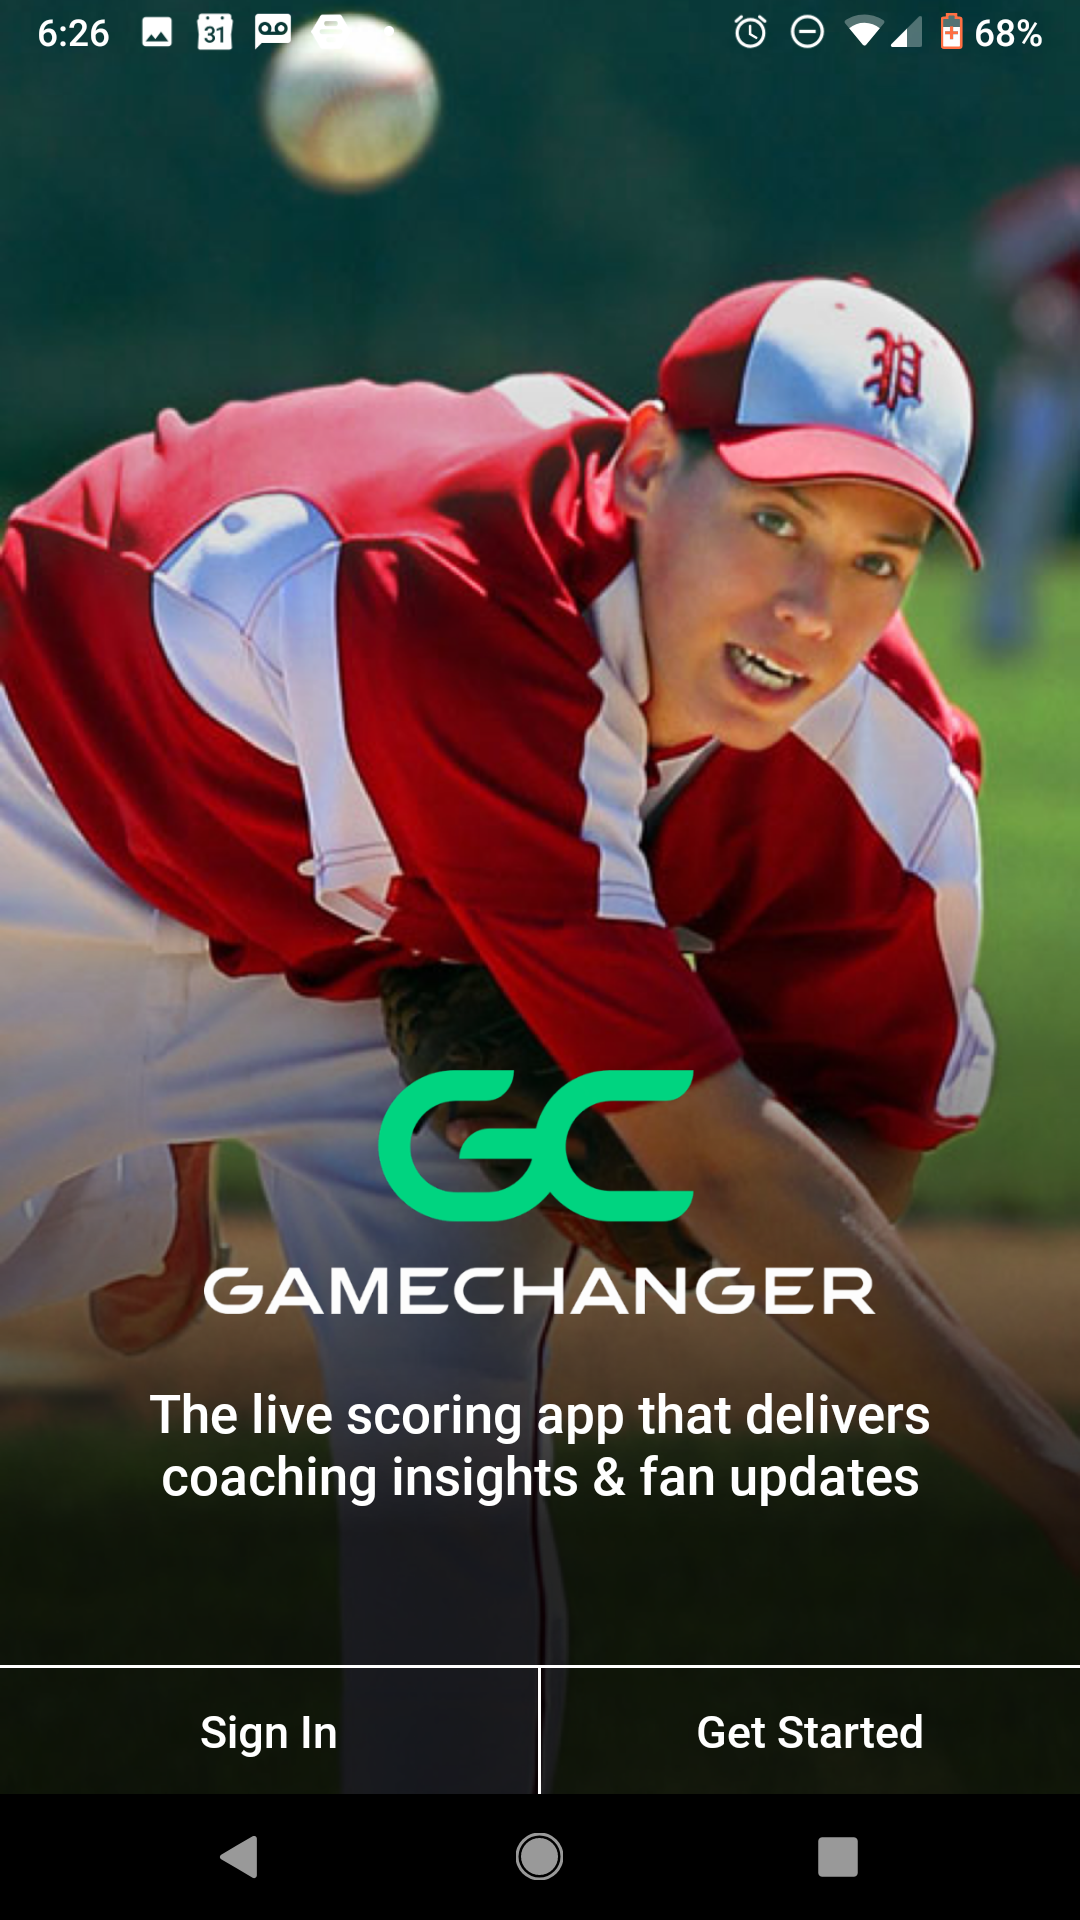 6:26 31 68%
P
GC
GAMECHANGER
The live scoring app that delivers
coaching insights & fan updates
Sign In Get Started